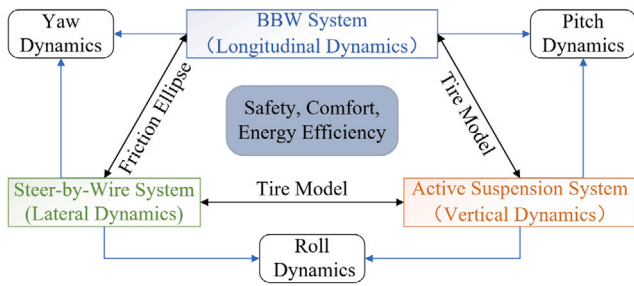 Yaw
Dynamics
BBW System
（Longitudinal Dynamics）
Pitch
Dynamics
Friction Ellipse
Safety, Comfort,
Energy Efficiency
Tire Model
Steer-by-Wire System
(Lateral Dynamics)
Tire Model
Active Suspension System
（Vertical Dynamics）
Roll
Dynamics